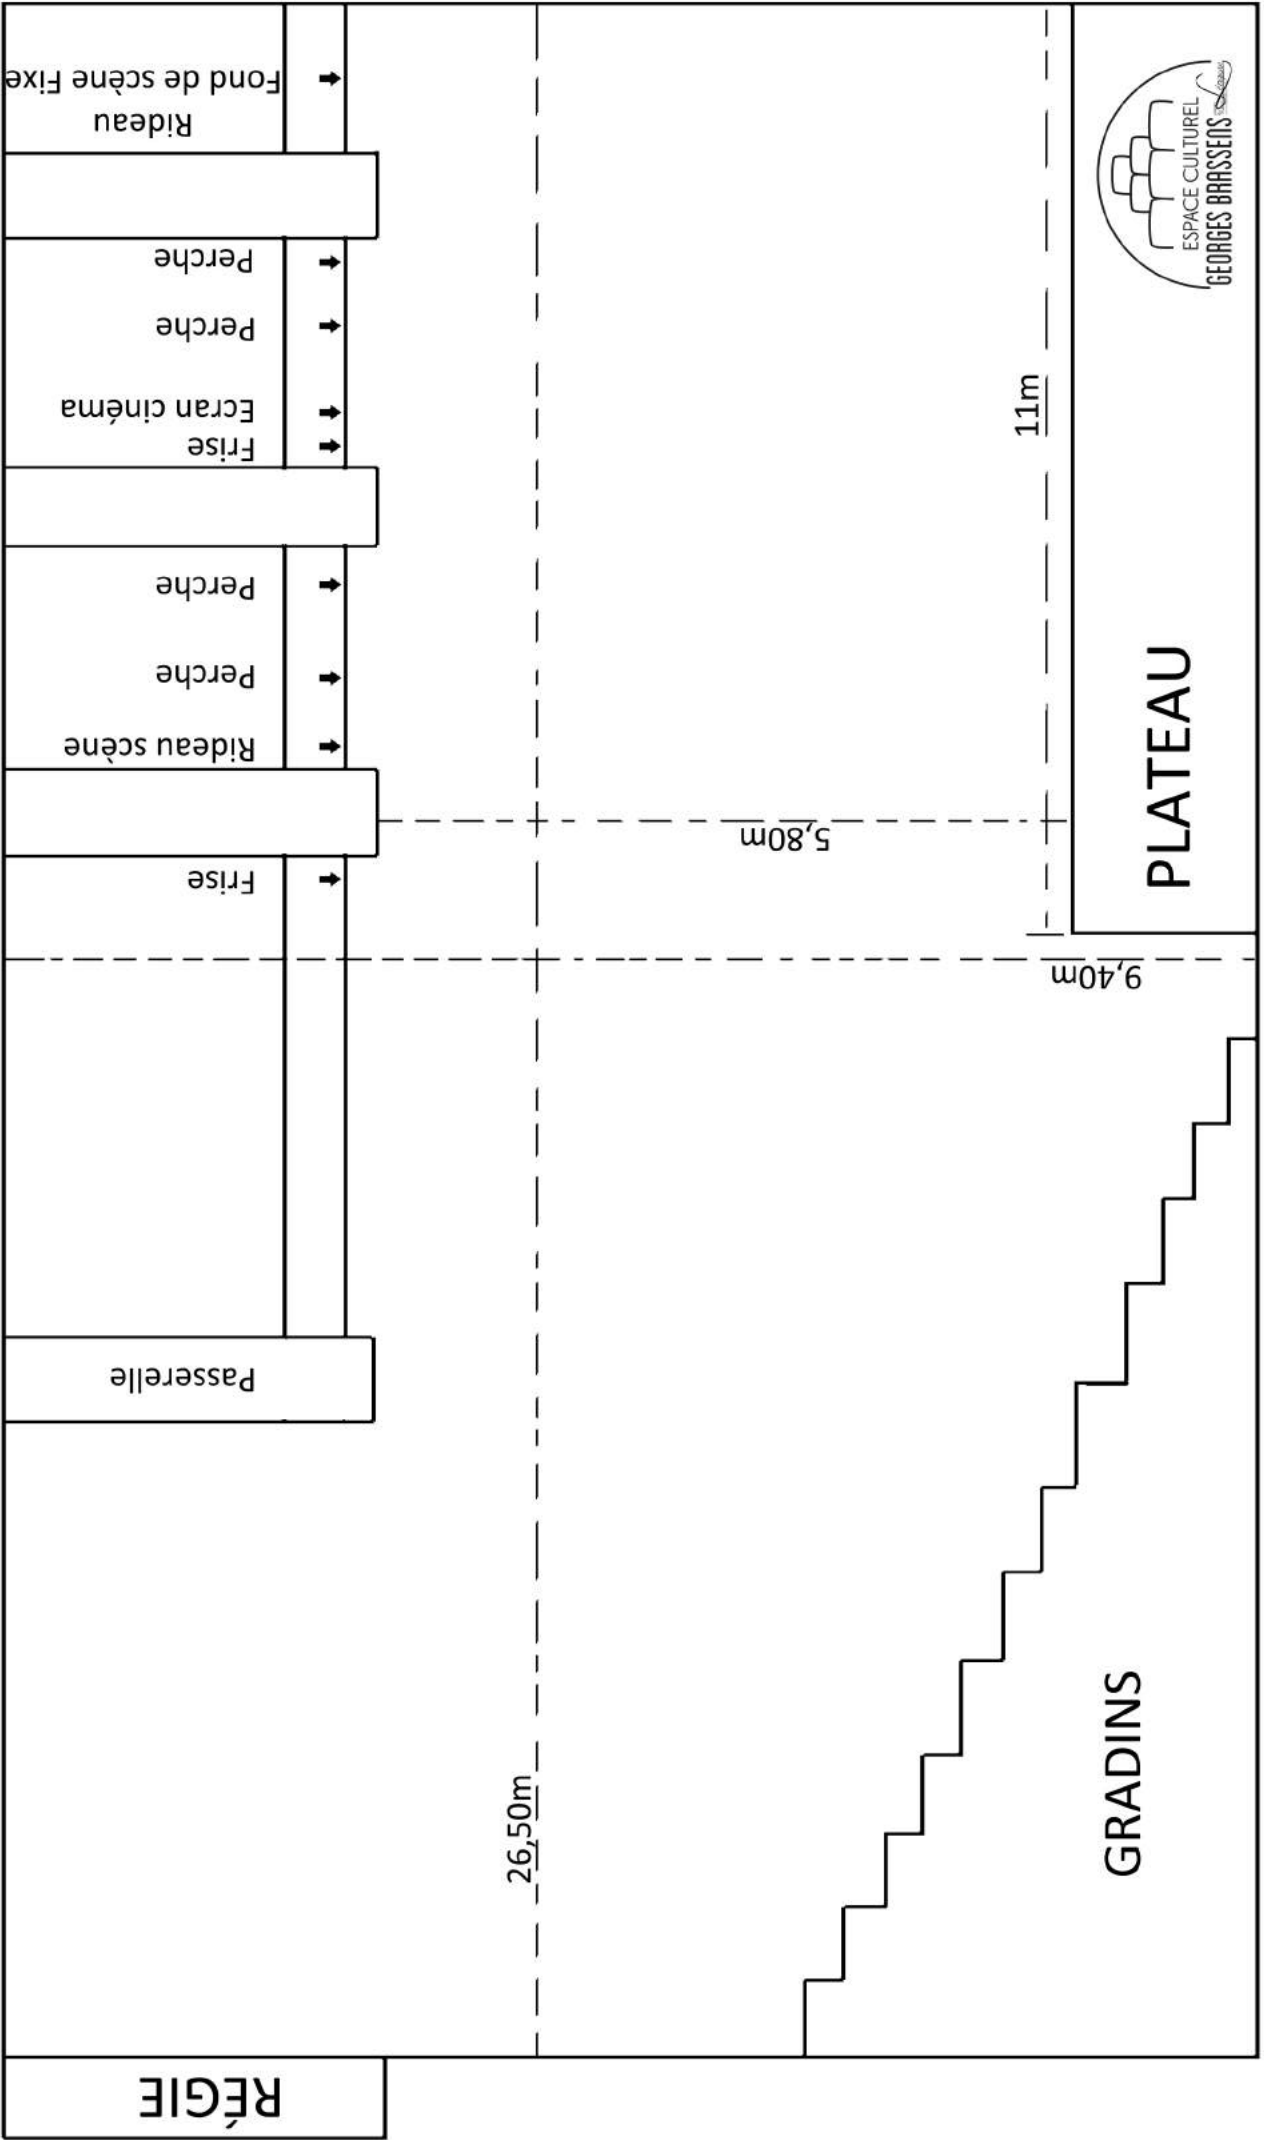 Rideau
Fond de scène Fixe
Perche
Perche
Ecran cinéma
Frise
Perche
Perche
Rideau scène
Frise
Passerelle
RÉGIE
5,80m
9,40m
11m
26,50m
PLATEAU
GRADINS
ESPACE CULTUREL
GEORGES BRASSENS